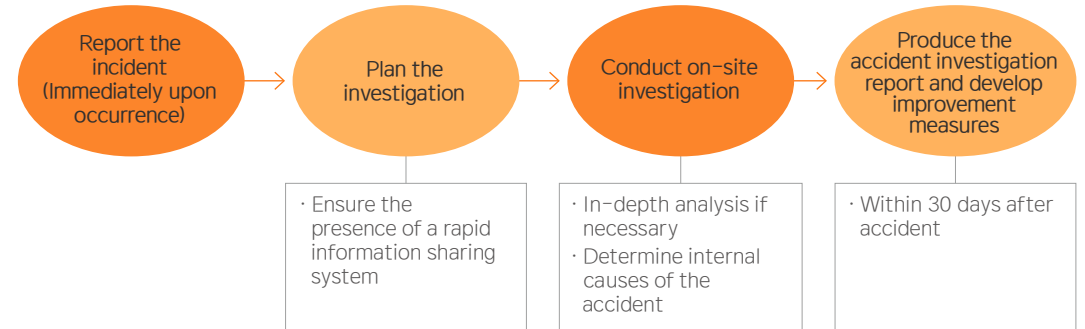 Report the
incident
(Immediately upon
occurrence)
Plan the
investigation
Conduct on-site
investigation
Produce the
accident investigation
report and develop
improvement
measures
· Ensure the
presence of a rapid
information sharing
system
· In-depth analysis if
necessary
· Determine internal
causes of the
accident
· Within 30 days after
accident